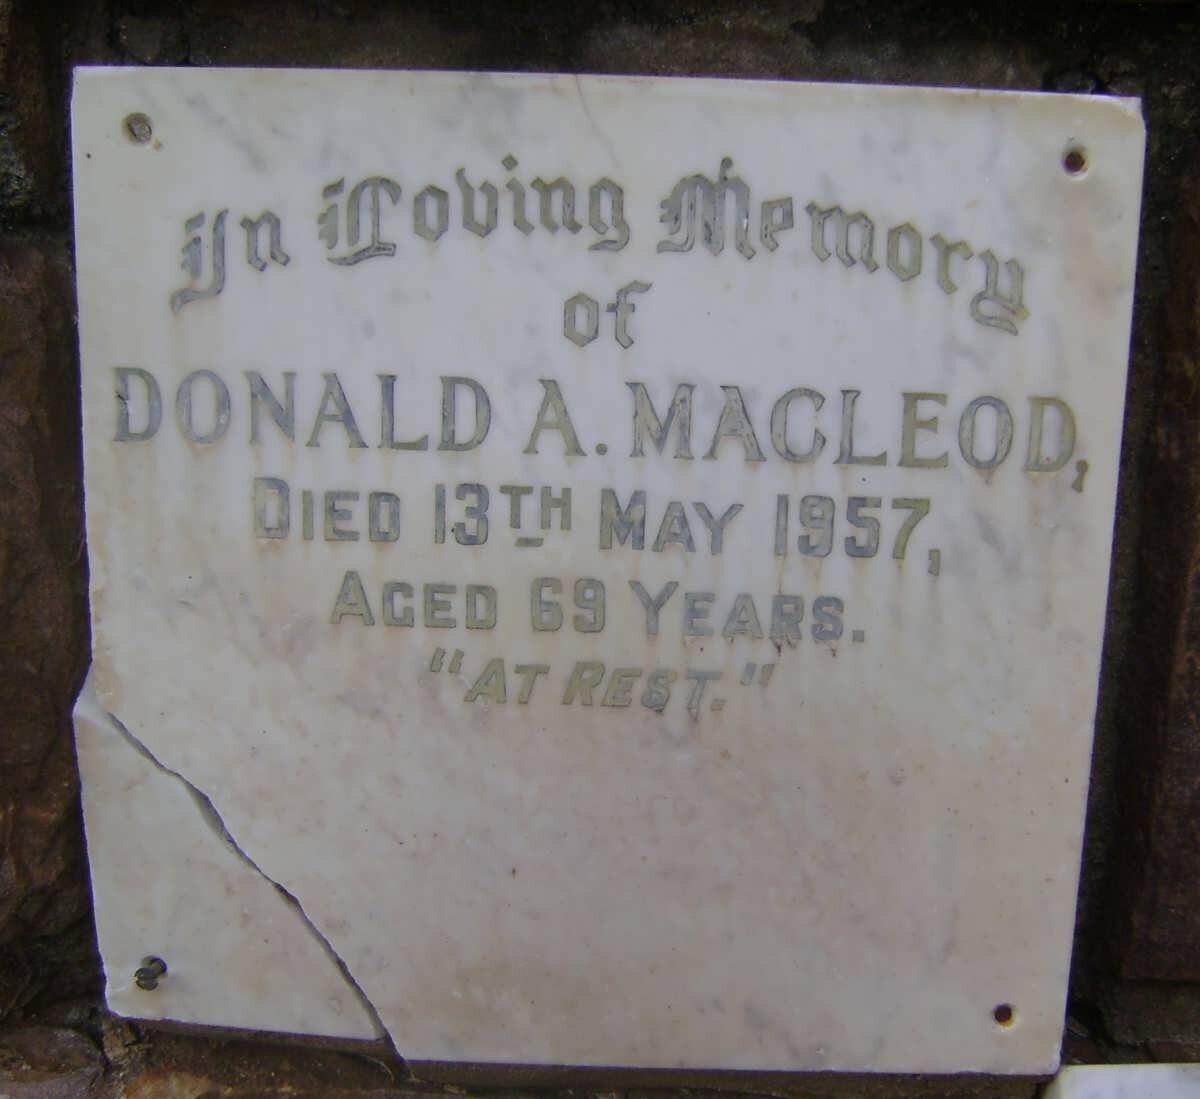 In Loving Memory
of
DONALD A. MACLEOD,
DIED 13TH MAY 1957,
AGED 69 YEARS.
"AT REST."